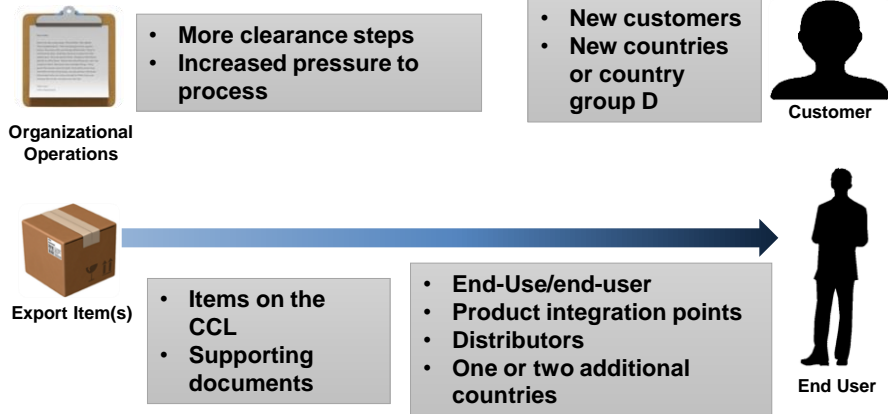 • More clearance steps
• Increased pressure to
process
• New customers
• New countries
or country
group D
Customer
Organizational
Operations
Export Item(s)
• Items on the
CCL
• Supporting
documents
• End-Use/end-user
• Product integration points
• Distributors
• One or two additional
countries
End User